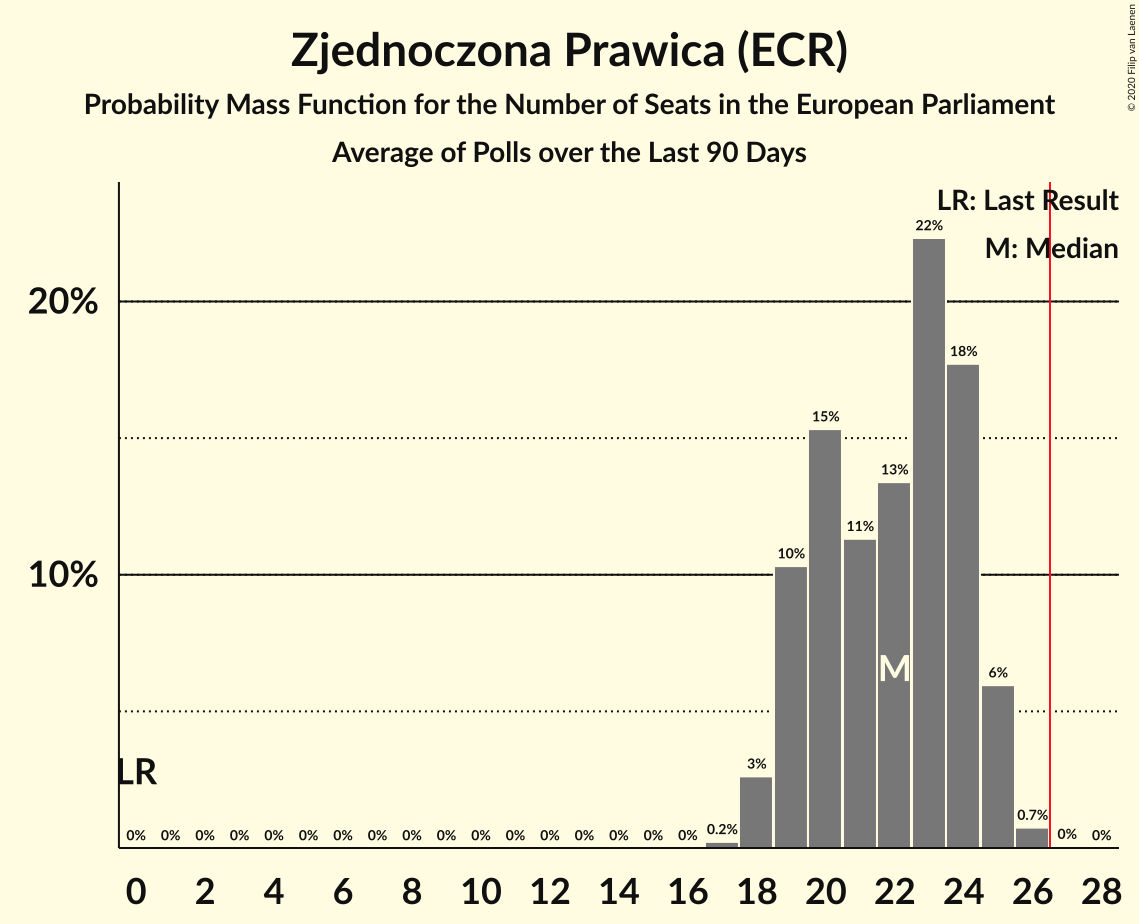 Zjednoczona Prawica (ECR)
Probability Mass Function for the Number of Seats in the European Parliament
Average of Polls over the Last 90 Days
© 2020 Filip van Laenen
LR: Last Result
M: Median
22%
20%
18%
15%
13%
11%
10%
10%
M
6%
3%
LR
0% 0% 0% 0% 0% 0% 0% 0% 0% 0% 0% 0% 0% 0% 0% 0% 0% 0.2% 0.7% 0% 0%
0 2 4 6 8 10 12 14 16 18 20 22 24 26 28